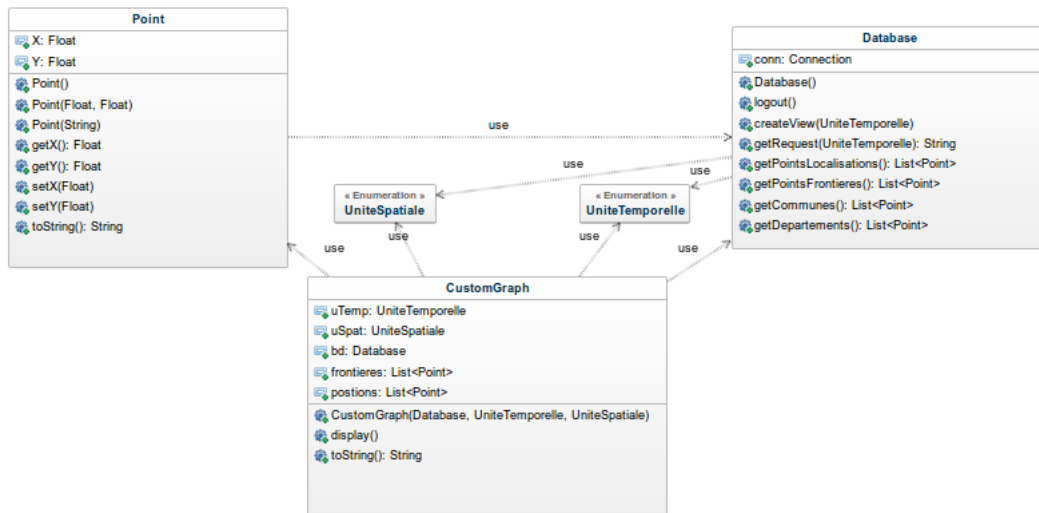 Point
X: Float
Y: Float
Point()
Point(Float, Float)
Point(String)
getX(): Float
getY(): Float
setX(Float)
setY(Float)
toString(): String
Database
conn: Connection
Database()
logout()
createView(UniteTemporelle)
getRequest(UniteTemporelle): String
getPointsLocalisations(): List<Point>
getPointsFrontieres(): List<Point>
getCommunes(): List<Point>
getDepartements(): List<Point>
use
use
use
« Enumeration »
UniteSpatiale
« Enumeration »
UniteTemporelle
use
use
use
use
CustomGraph
uTemp: UniteTemporelle
uSpat: UniteSpatiale
bd: Database
frontieres: List<Point>
postions: List<Point>
CustomGraph(Database, UniteTemporelle, UniteSpatiale)
display()
toString(): String